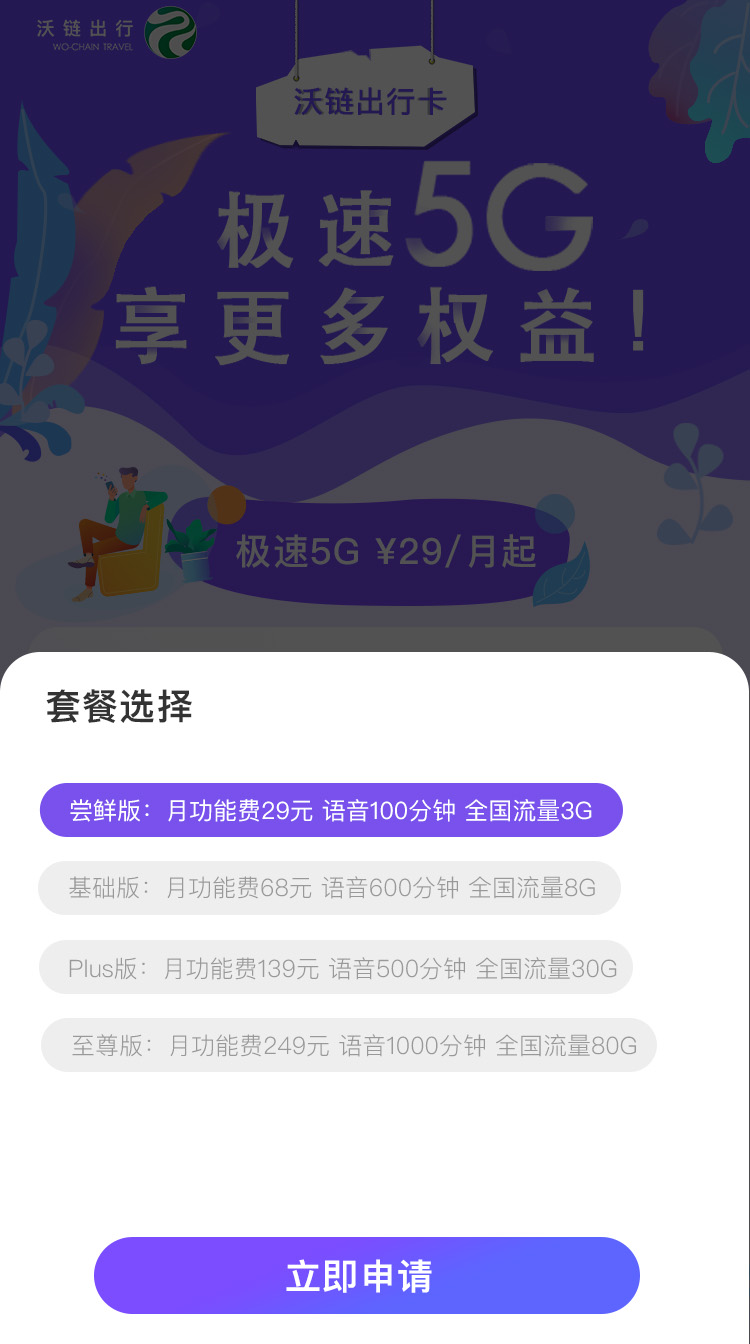 沃链出行
WO-CHAIN TRAVEL
沃链出行卡
极速5G
享更多权益！
极速5G ¥29/月起
套餐选择
尝鲜版：月功能费29元 语音100分钟 全国流量3G
基础版：月功能费68元 语音600分钟 全国流量8G
Plus版：月功能费139元 语音500分钟 全国流量30G
至尊版：月功能费249元 语音1000分钟 全国流量80G
立即申请